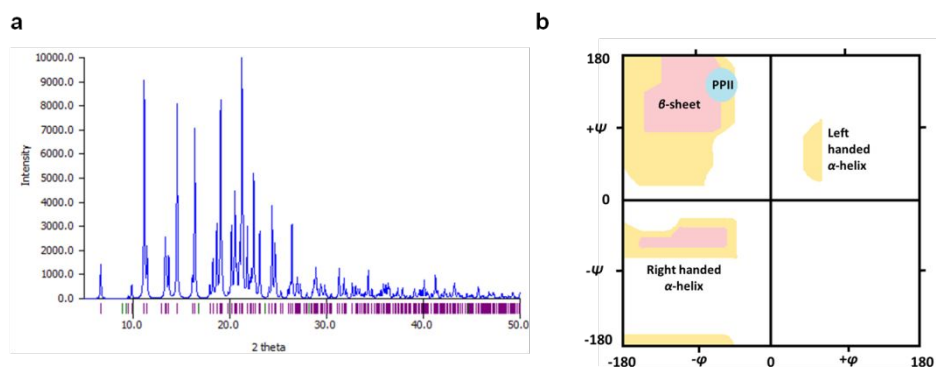 a
10000.0
9000.0
8000.0
7000.0
6000.0
5000.0
4000.0
3000.0
2000.0
1000.0
0.0
Intensity
10.0 20.0 30.0 40.0 50.0
2 theta
b
180
+Ψ
0
-Ψ
-180
PPII
β-sheet
Left
handed
α-helix
Right handed
α-helix
-180 -φ 0 +φ 180